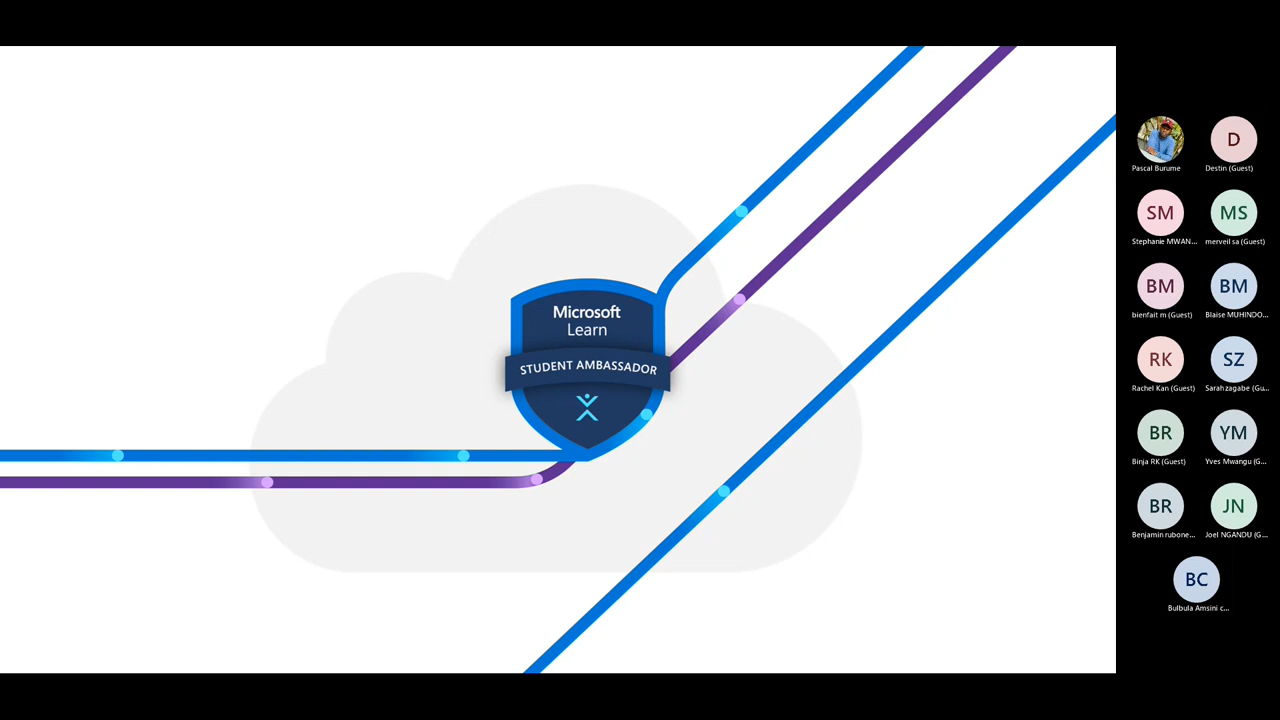 Microsoft
Learn
STUDENT AMBASSADOR
Pascal Burume
D
Destin (Guest)
SM
Stephanie MWAN...
MS
merveil sa (Guest)
BM
bienfait m (Guest)
BM
Blaise MUHINDO...
RK
Rachel Kan (Guest)
SZ
Sarahzagabe (Gu...
BR
Binja RK (Guest)
YM
Yves Mwangu (G...
BR
Benjamin rubone...
JN
Joel NGANDU (G...
BC
Bulbula Amsini c...